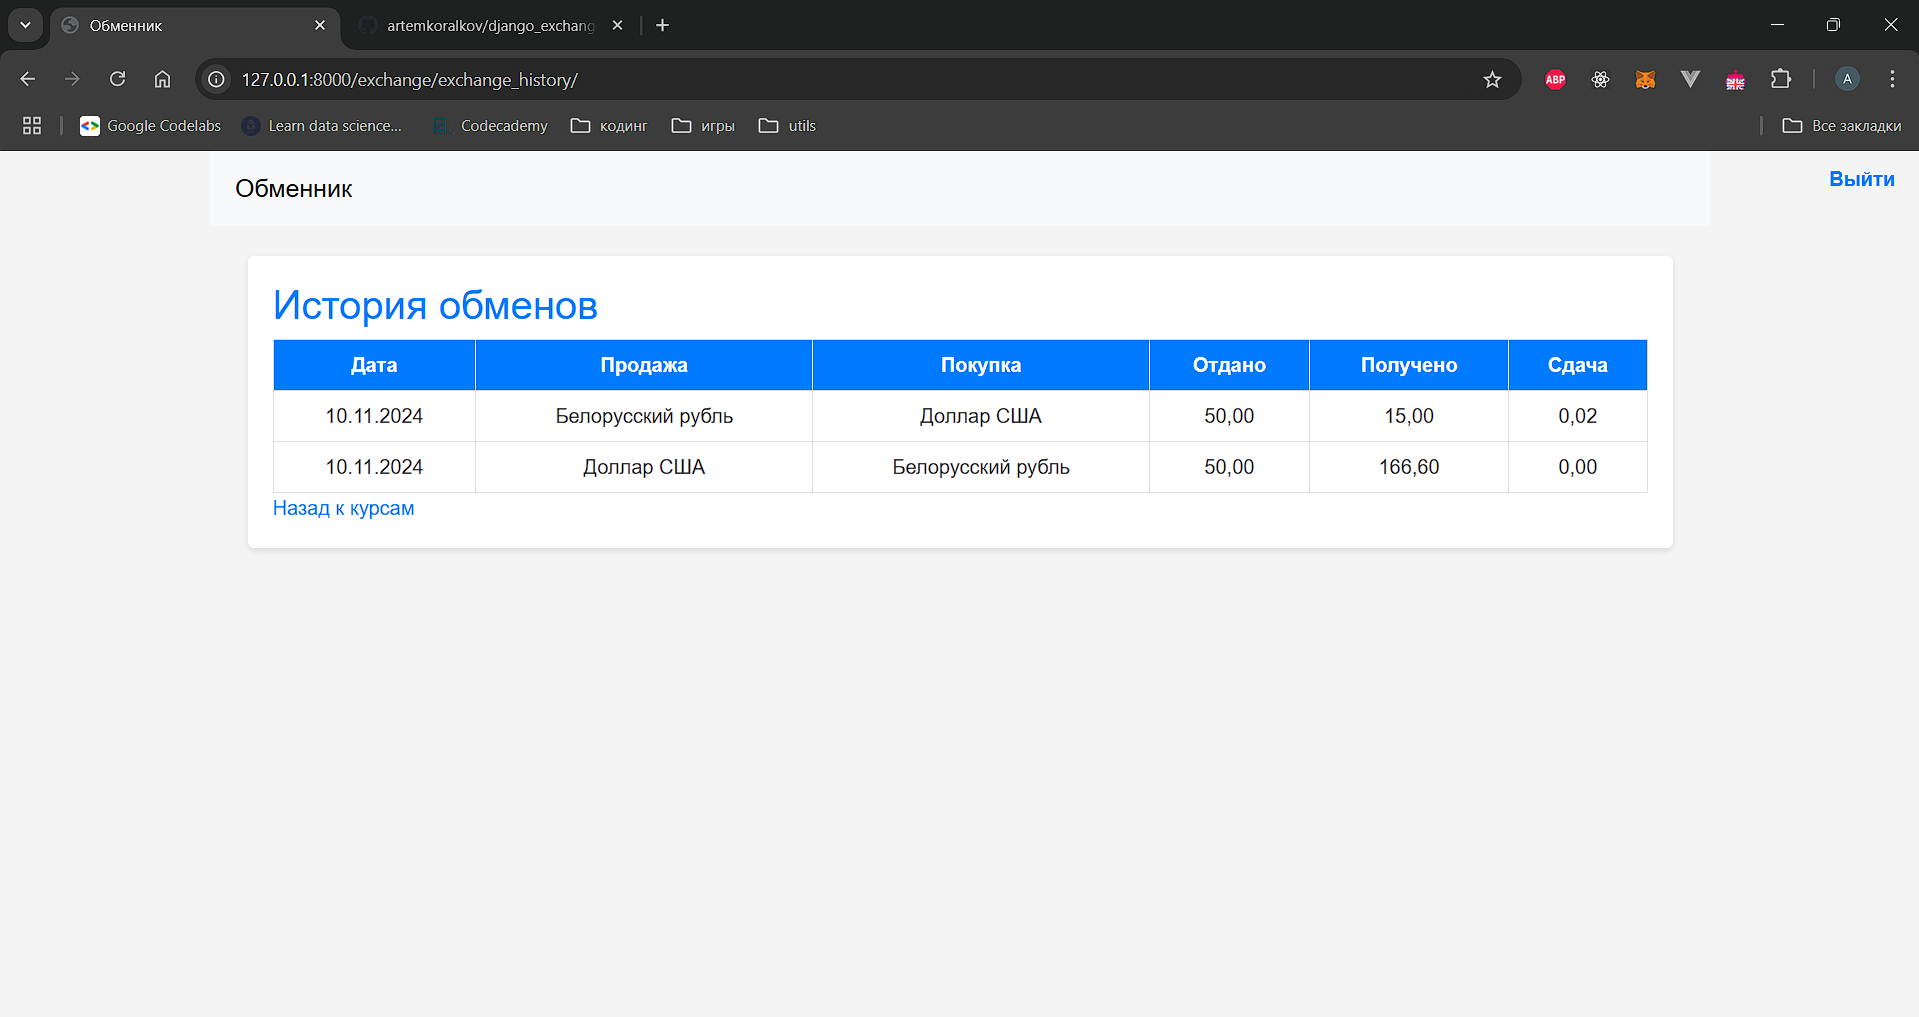 Обменник
artemkoralkov/django_exchang
127.0.0.1:8000/exchange/exchange_history/
ABP
A
Google Codelabs
Learn data science...
Codecademy
кодинг
игры
utils
Все закладки
Обменник
Выйти
История обменов
Дата Продажа Покупка Отдано Получено Сдача
10.11.2024 Белорусский рубль Доллар США 50,00 15,00 0,02
10.11.2024 Доллар США Белорусский рубль 50,00 166,60 0,00
Назад к курсам